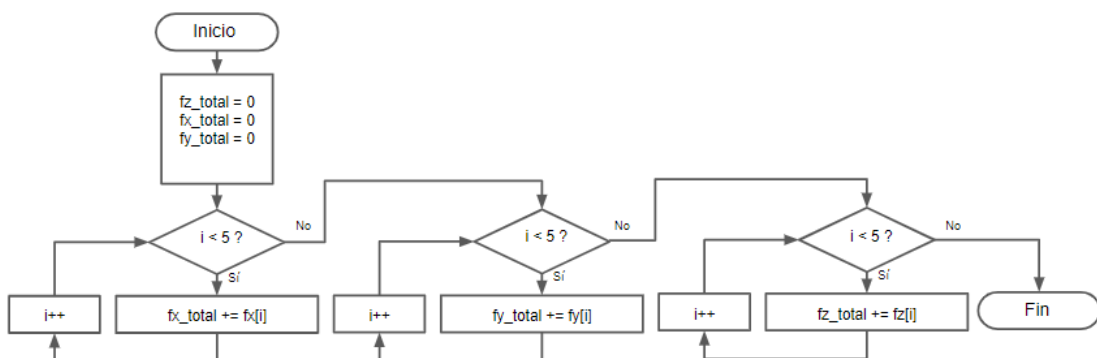 Inicio
fz_total = 0
fx_total = 0
fy_total = 0
i < 5 ?
No
Sí
i++
fx_total += fx[i]
i < 5 ?
No
Sí
i++
fy_total += fy[i]
i < 5 ?
No
Sí
i++
fz_total += fz[i]
Fin